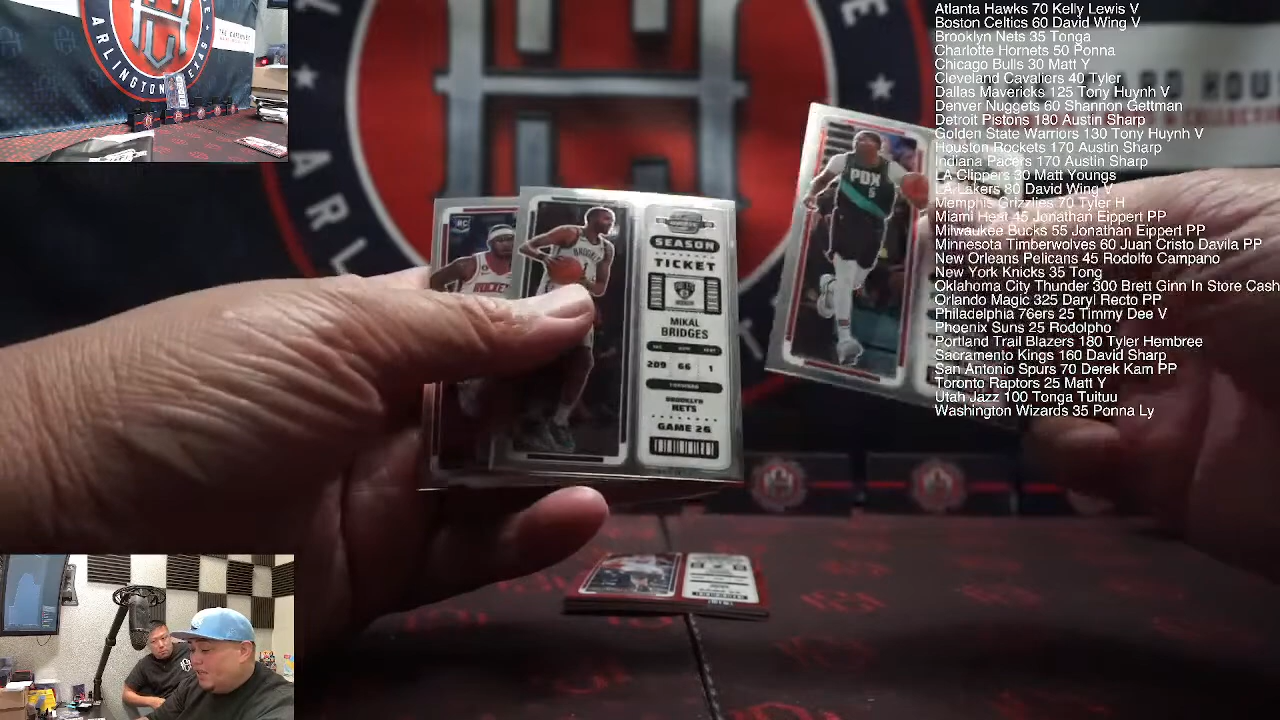 Atlanta Hawks 70 Kelly Lewis V
Boston Celtics 60 David Wing V
Brooklyn Nets 35 Tonga
Charlotte Hornets 50 Ponna
Chicago Bulls 30 Matt Y
Cleveland Cavaliers 40 Tyler
Dallas Mavericks 125 Tony Huynh V
Denver Nuggets 60 Shannon Gettman
Detroit Pistons 180 Austin Sharp
Golden State Warriors 130 Tony Huynh V
Houston Rockets 170 Austin Sharp
Indiana Pacers 170 Austin Sharp
LA Clippers 30 Matt Youngs
LA Lakers 80 David Wing V
Memphis Grizzlies 70 Tyler H
Miami Heat 45 Jonathan Eippert PP
Milwaukee Bucks 55 Jonathan Eippert PP
Minnesota Timberwolves 60 Juan Cristo Davila PP
New Orleans Pelicans 45 Rodolfo Campano
New York Knicks 35 Tong
Oklahoma City Thunder 300 Brett Ginn In Store Cash
Orlando Magic 325 Daryl Recto PP
Philadelphia 76ers 25 Timmy Dee V
Phoenix Suns 25 Rodolpho
Portland Trail Blazers 180 Tyler Hembree
Sacramento Kings 160 David Sharp
San Antonio Spurs 70 Derek Karn PP
Toronto Raptors 25 Matt Y
Utah Jazz 100 Tonga Tuituu
Washington Wizards 35 Ponna Ly
ARLINGTON
SEASON
TICKET
MIKAL
BRIDGES
209 66 1
FORWARD
BROOKLYN
NETS
GAME 26
RC
PDX
5